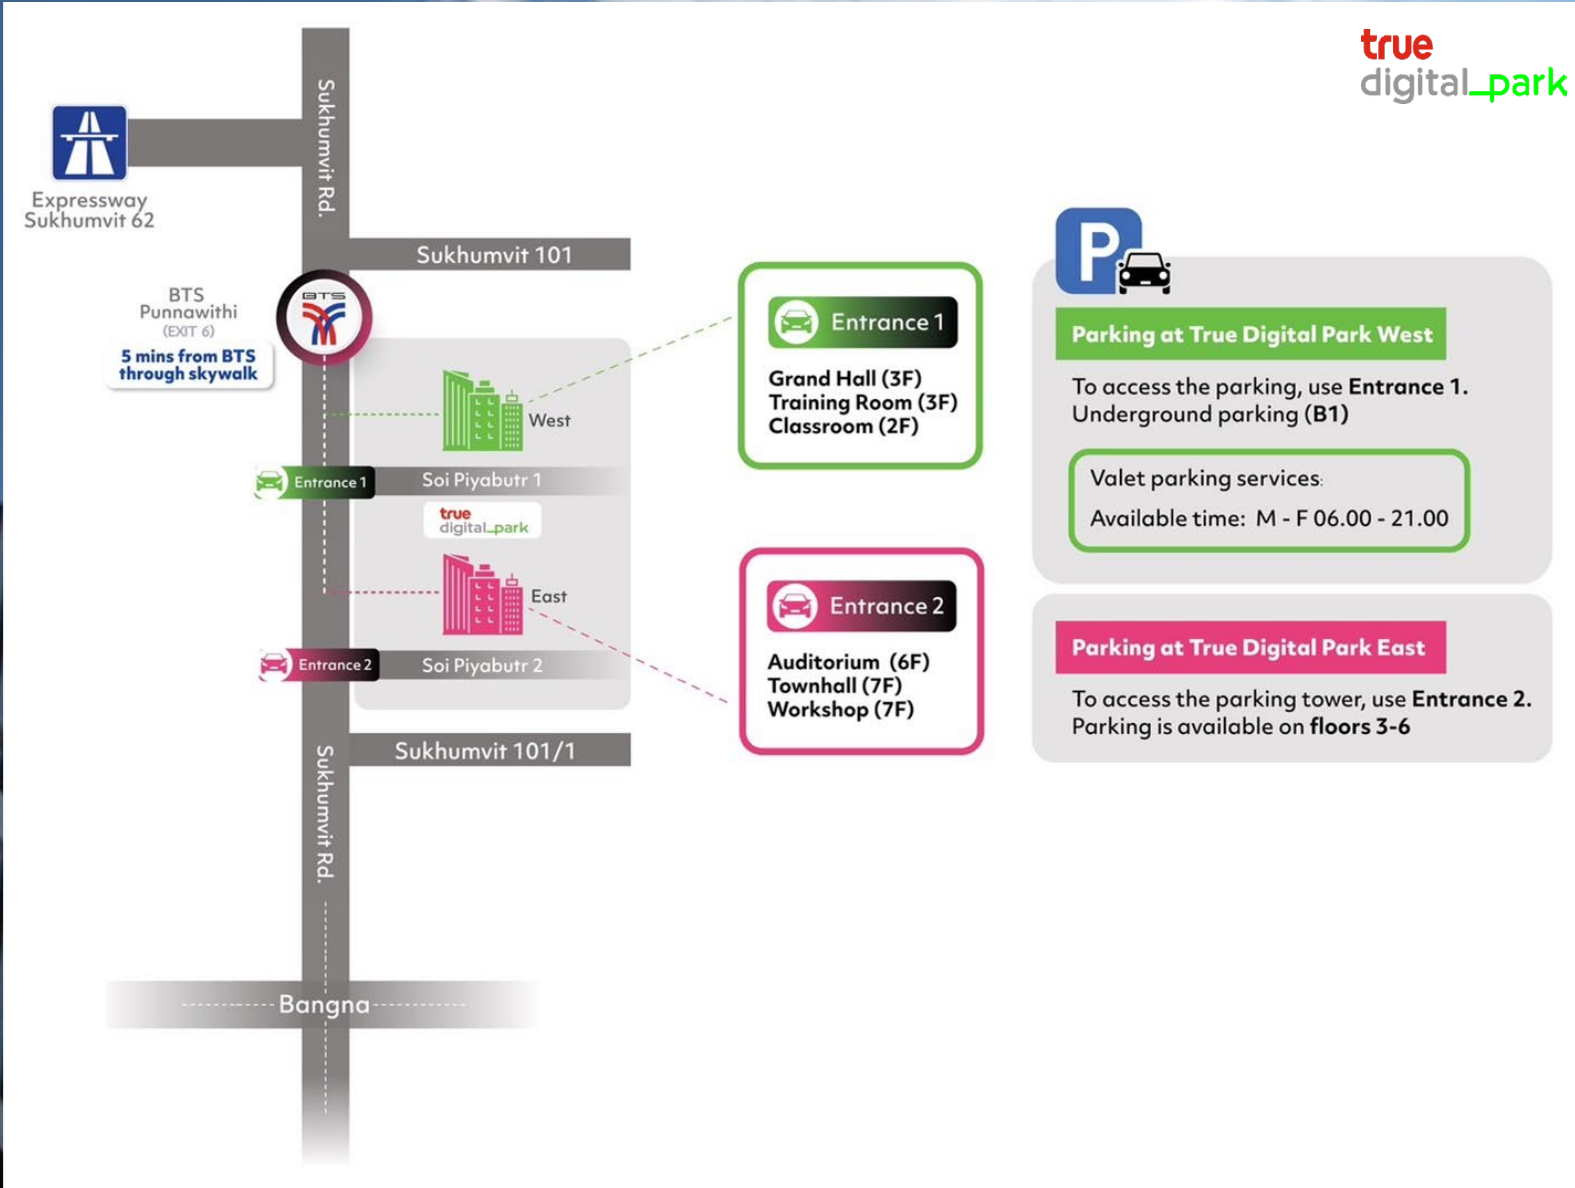 true
digital_park
Sukhumvit Rd.
Expressway
Sukhumvit 62
Sukhumvit 101
BTS
BTS
Punnawithi
(EXIT 6)
5 mins from BTS
through skywalk
West
Entrance 1
Soi Piyabutr 1
true
digital_park
East
Entrance 2
Soi Piyabutr 2
Sukhumvit 101/1
Sukhumvit Rd.
Bangna
Entrance 1
Grand Hall (3F)
Training Room (3F)
Classroom (2F)
Entrance 2
Auditorium (6F)
Townhall (7F)
Workshop (7F)
P
Parking at True Digital Park West
To access the parking, use Entrance 1.
Underground parking (B1)
Valet parking services:
Available time: M - F 06.00 - 21.00
Parking at True Digital Park East
To access the parking tower, use Entrance 2.
Parking is available on floors 3-6